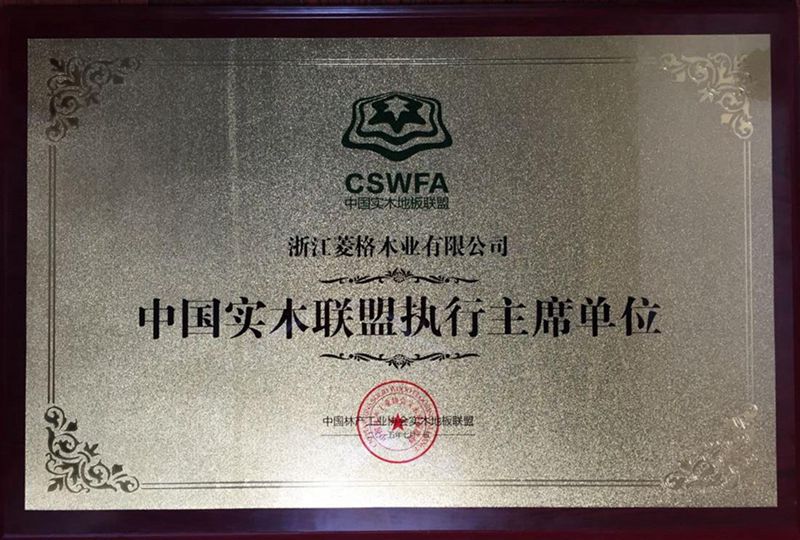 CSWFA
中国实木地板联盟
浙江菱格木业有限公司
中国实木联盟执行主席单位
中国林产工业协会实木地板联盟